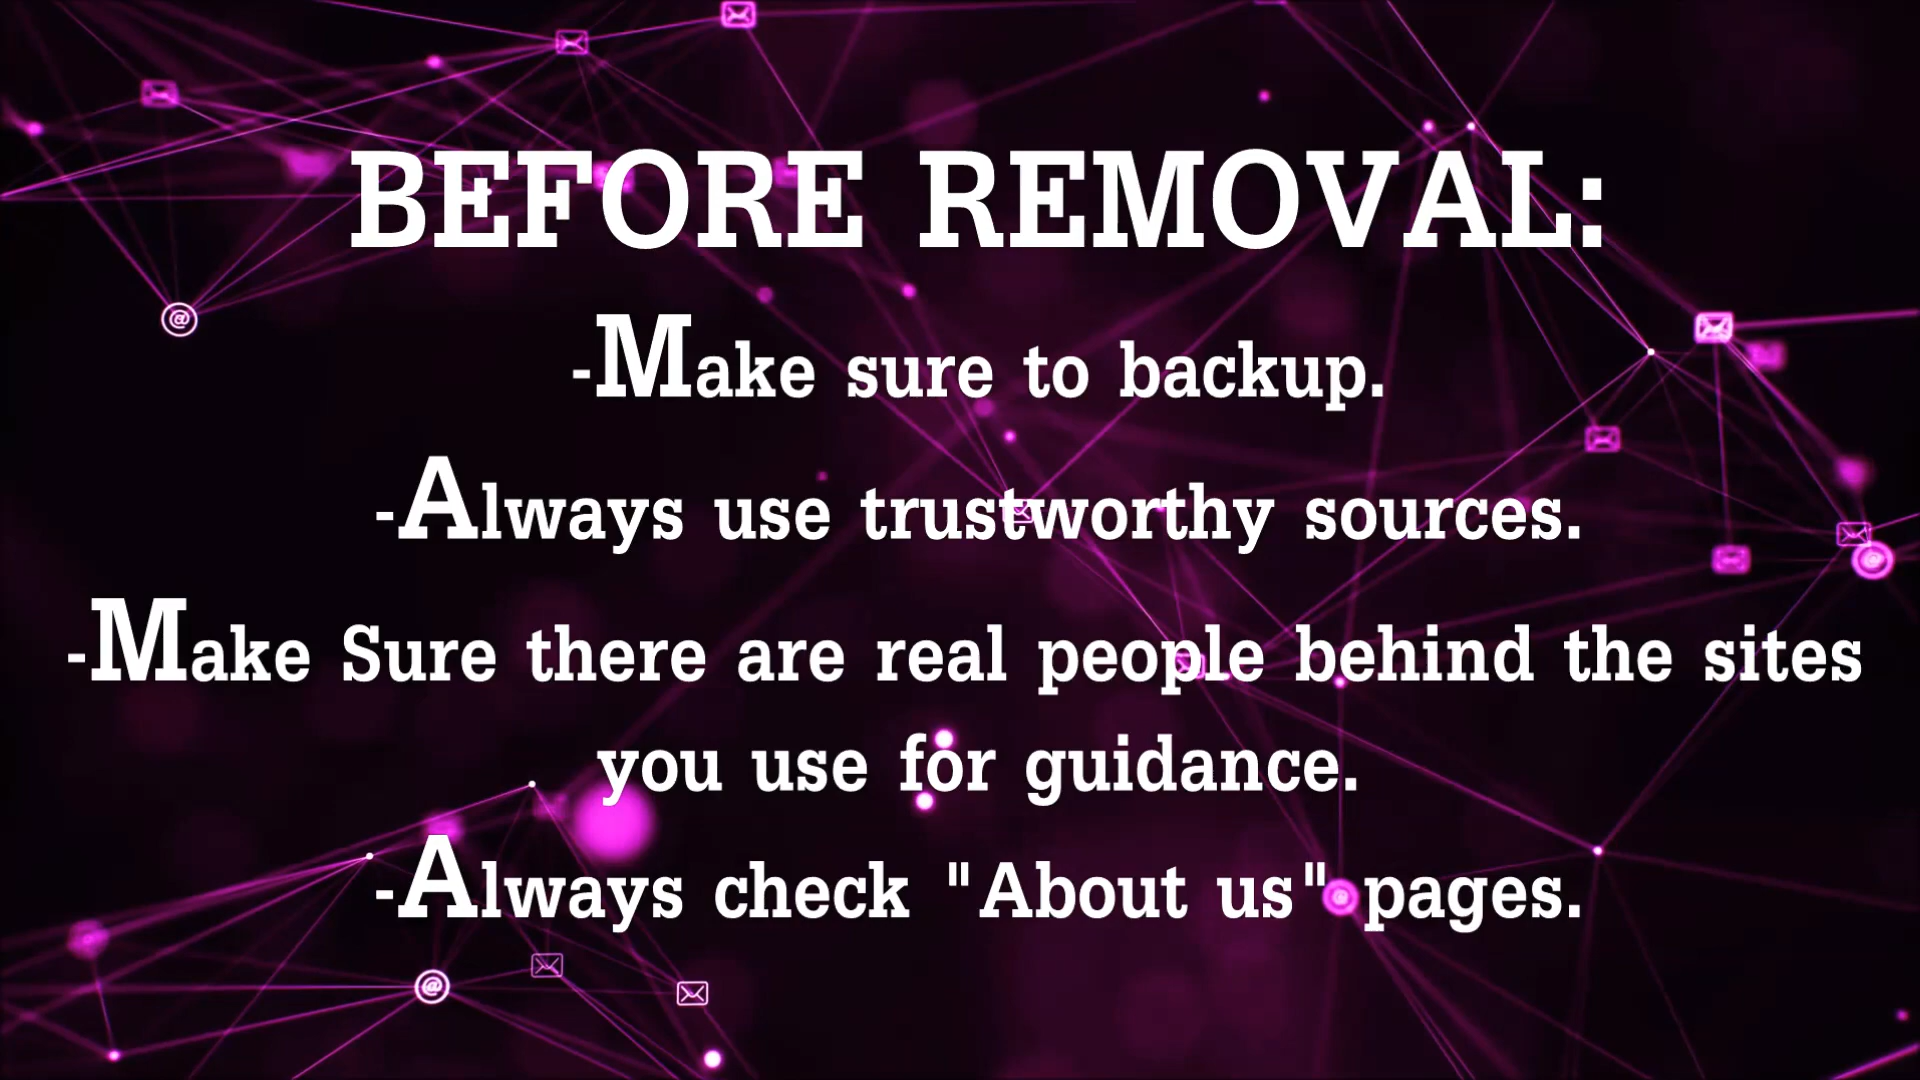 BEFORE REMOVAL:
-Make sure to backup.
-Always use trustworthy sources.
-Make Sure there are real people behind the sites
you use for guidance.
-Always check "About us" pages.